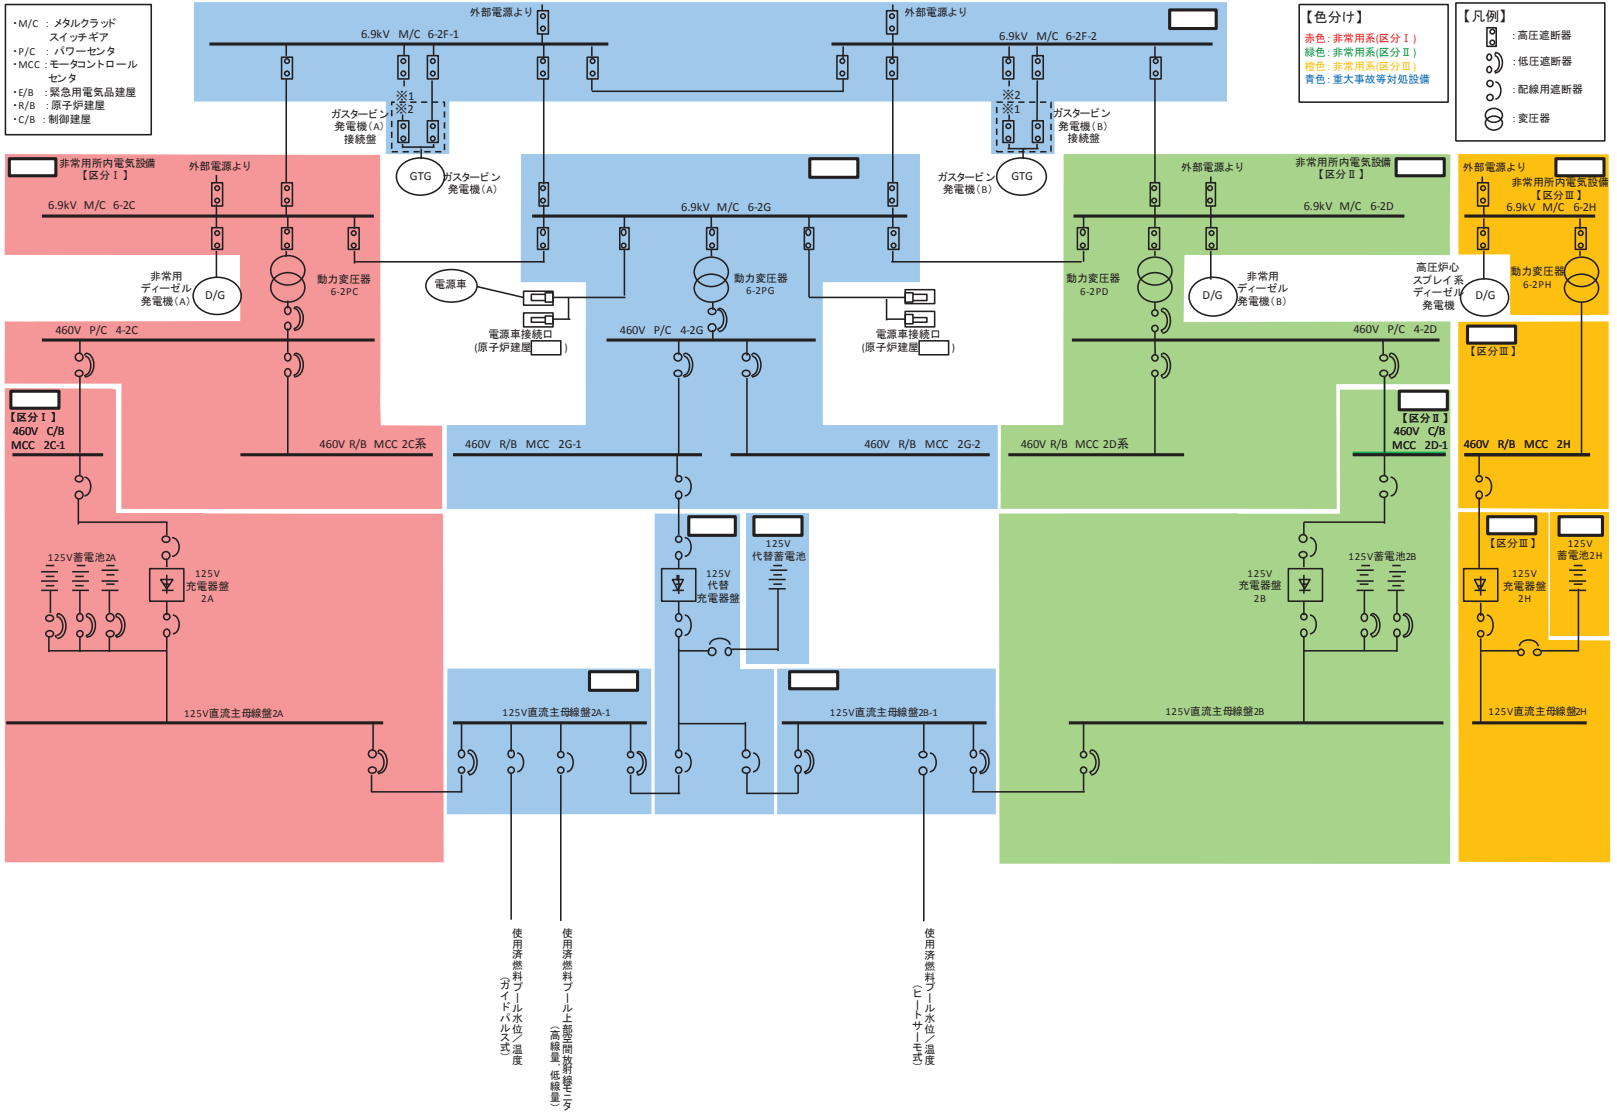 ・M/C ： メタルクラッド
スイッチギア
・P/C ： パワーセンタ
・MCC ：モータコントロール
センタ
・E/B ：緊急用電気品建屋
・R/B ：原子炉建屋
・C/B ：制御建屋
外部電源より
6.9kV M/C 6-2F-1
外部電源より
6.9kV M/C 6-2F-2
【色分け】
赤色：非常用系(区分Ⅰ)
緑色：非常用系(区分Ⅱ)
橙色：非常用系(区分Ⅲ)
青色：重大事故等対処設備
【凡例】
：高圧遮断器
：低圧遮断器
：配線用遮断器
：変圧器
※1
※2
ガスタービン
発電機(A)
接続盤
GTG
ガスタービン
発電機(A)
※2
※1
ガスタービン
発電機(B)
接続盤
GTG
ガスタービン
発電機(B)
非常用所内電気設備
【区分Ⅰ】
外部電源より
6.9kV M/C 6-2C
6.9kV M/C 6-2G
外部電源より
非常用所内電気設備
【区分Ⅱ】
6.9kV M/C 6-2D
外部電源より
非常用所内電気設備
【区分Ⅲ】
6.9kV M/C 6-2H
非常用
ディーゼル
発電機(A)
D/G
動力変圧器
6-2PC
電源車
動力変圧器
6-2PG
動力変圧器
6-2PD
D/G
非常用
ディーゼル
発電機(B)
高圧炉心
スプレイ系
ディーゼル
発電機
D/G
動力変圧器
6-2PH
460V P/C 4-2C
電源車接続口
(原子炉建屋 )
460V P/C 4-2G
電源車接続口
(原子炉建屋 )
460V P/C 4-2D
【区分Ⅲ】
【区分Ⅰ】
460V C/B
MCC 2C-1
460V R/B MCC 2C系
460V R/B MCC 2G-1
460V R/B MCC 2G-2
460V R/B MCC 2D系
【区分Ⅱ】
460V C/B
MCC 2D-1
460V R/B MCC 2H
125V蓄電池2A
125V
充電器盤
2A
125V
代替
充電器盤
125V
代替蓄電池
125V
充電器盤
2B
125V蓄電池2B
【区分Ⅲ】
125V
充電器盤
2H
125V
蓄電池2H
125V直流主母線盤2A
125V直流主母線盤2A-1
125V直流主母線盤2B-1
125V直流主母線盤2B
125V直流主母線盤2H
使用済燃料プール水位／温度
（ガイドパルス式）
使用済燃料プール上部空間放射線モニタ
（高線量、低線量）
使用済燃料プール水位／温度
（ヒートサーモ式）